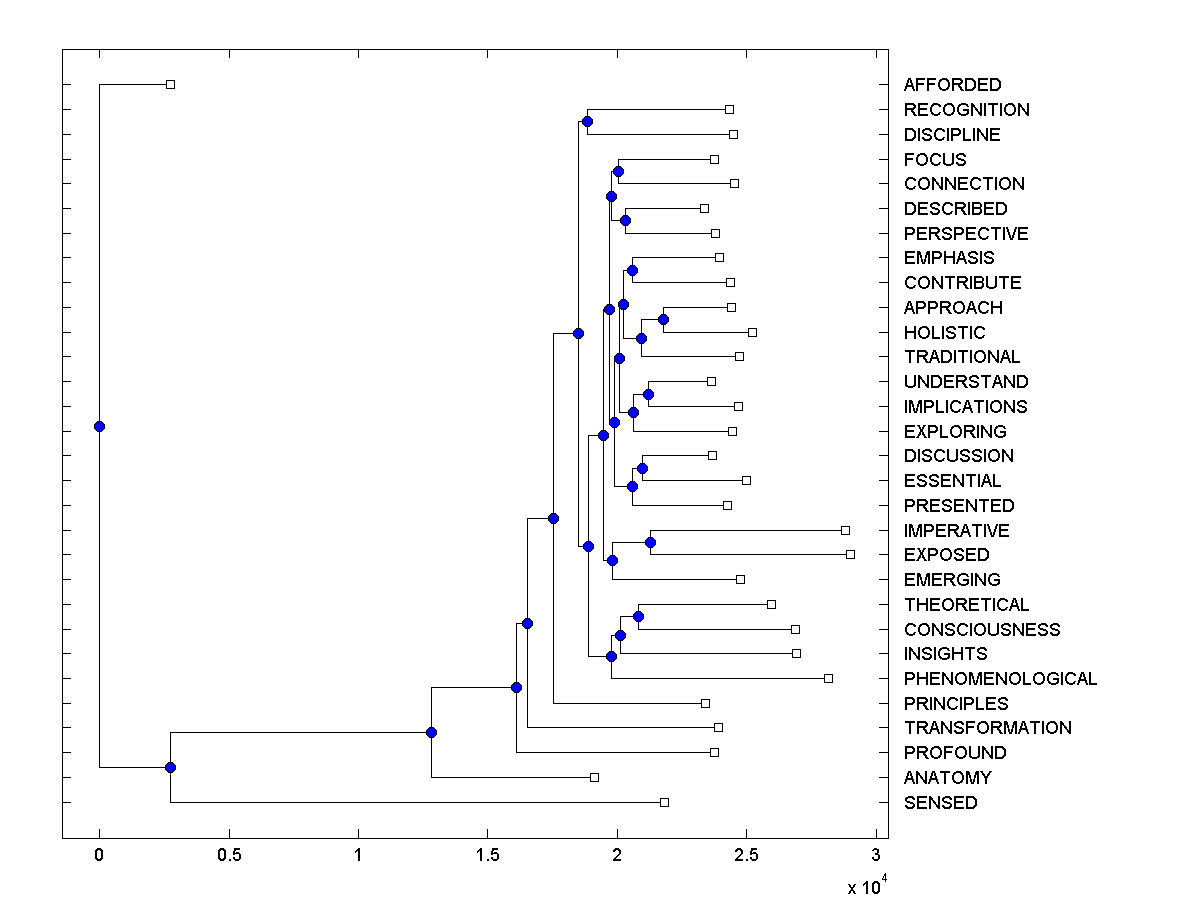 AFFORDED
RECOGNITION
DISCIPLINE
FOCUS
CONNECTION
DESCRIBED
PERSPECTIVE
EMPHASIS
CONTRIBUTE
APPROACH
HOLISTIC
TRADITIONAL
UNDERSTAND
IMPLICATIONS
EXPLORING
DISCUSSION
ESSENTIAL
PRESENTED
IMPERATIVE
EXPOSED
EMERGING
THEORETICAL
CONSCIOUSNESS
INSIGHTS
PHENOMENOLOGICAL
PRINCIPLES
TRANSFORMATION
PROFOUND
ANATOMY
SENSED
0 0.5 1 1.5 2 2.5 3
x 10^4